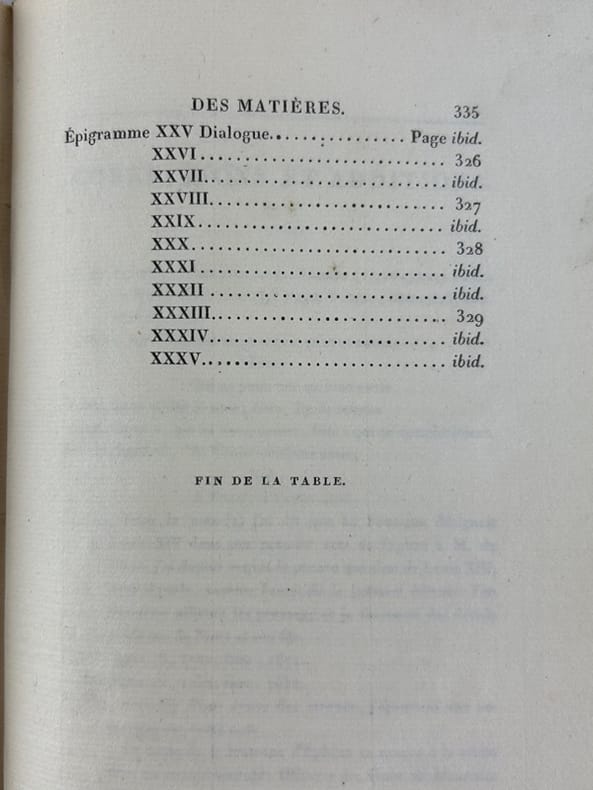 DES MATIÈRES. 335
Épigramme XXV Dialogue................ Page ibid.
XXVI............................ 326
XXVII........................... ibid.
XXVIII.......................... 327
XXIX............................ ibid.
XXX............................. 328
XXXI............................ ibid.
XXXII........................... ibid.
XXXIII.......................... 329
XXXIV........................... ibid.
XXXV............................ ibid.
FIN DE LA TABLE.